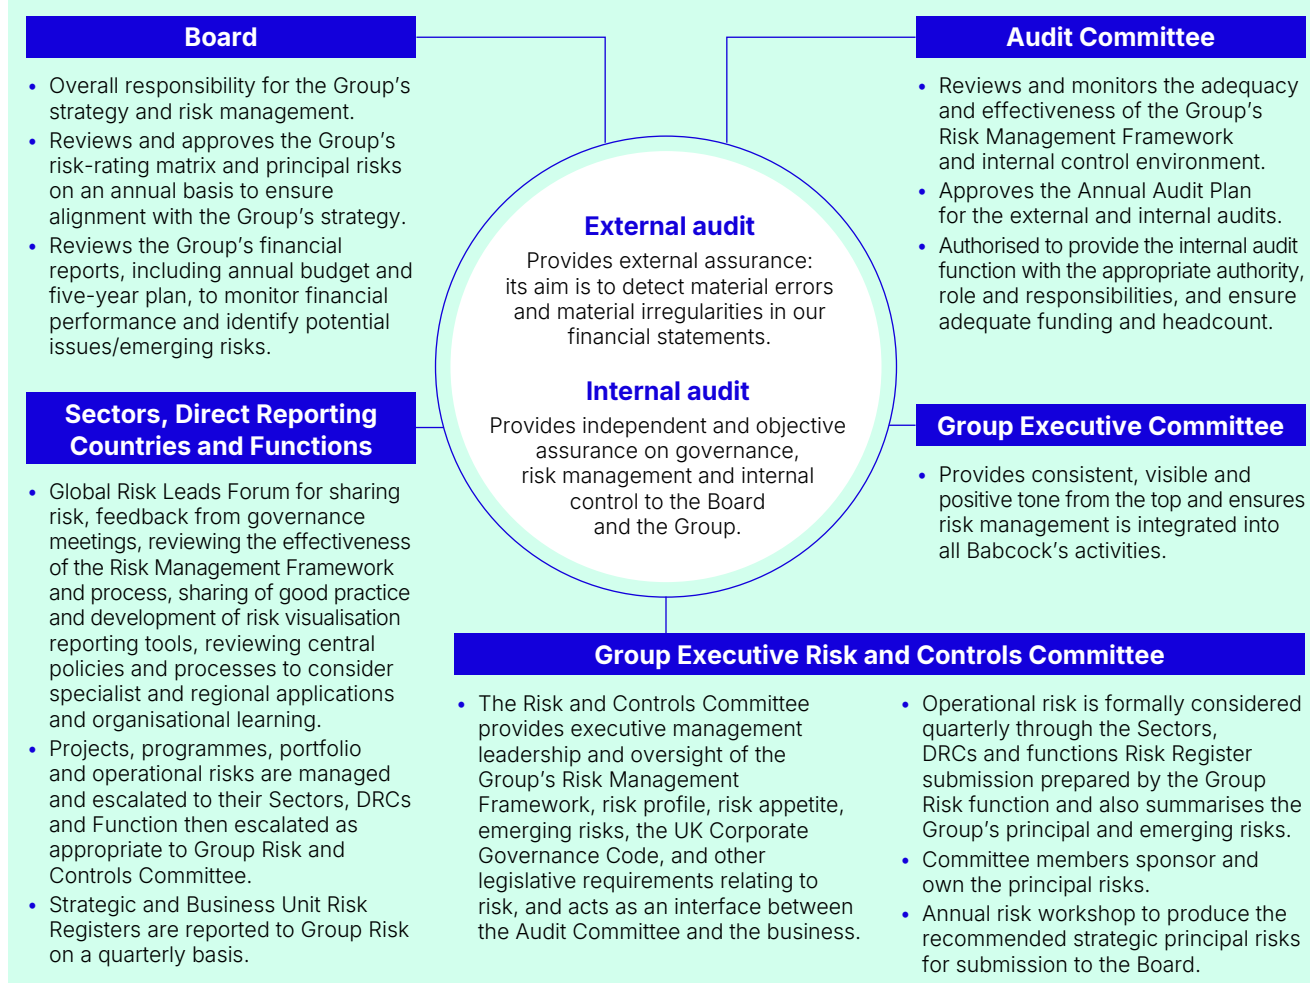 Board
• Overall responsibility for the Group’s
strategy and risk management.
• Reviews and approves the Group’s
risk-rating matrix and principal risks
on an annual basis to ensure
alignment with the Group’s strategy.
• Reviews the Group’s financial
reports, including annual budget and
five-year plan, to monitor financial
performance and identify potential
issues/emerging risks.
Audit Committee
• Reviews and monitors the adequacy
and effectiveness of the Group’s
Risk Management Framework
and internal control environment.
• Approves the Annual Audit Plan
for the external and internal audits.
• Authorised to provide the internal audit
function with the appropriate authority,
role and responsibilities, and ensure
adequate funding and headcount.
External audit
Provides external assurance:
its aim is to detect material errors
and material irregularities in our
financial statements.
Internal audit
Provides independent and objective
assurance on governance,
risk management and internal
control to the Board
and the Group.
Sectors, Direct Reporting
Countries and Functions
• Global Risk Leads Forum for sharing
risk, feedback from governance
meetings, reviewing the effectiveness
of the Risk Management Framework
and process, sharing of good practice
and development of risk visualisation
reporting tools, reviewing central
policies and processes to consider
specialist and regional applications
and organisational learning.
• Projects, programmes, portfolio
and operational risks are managed
and escalated to their Sectors, DRCs
and Function then escalated as
appropriate to Group Risk and
Controls Committee.
• Strategic and Business Unit Risk
Registers are reported to Group Risk
on a quarterly basis.
Group Executive Committee
• Provides consistent, visible and
positive tone from the top and ensures
risk management is integrated into
all Babcock’s activities.
Group Executive Risk and Controls Committee
• The Risk and Controls Committee
provides executive management
leadership and oversight of the
Group’s Risk Management
Framework, risk profile, risk appetite,
emerging risks, the UK Corporate
Governance Code, and other
legislative requirements relating to
risk, and acts as an interface between
the Audit Committee and the business.
• Operational risk is formally considered
quarterly through the Sectors,
DRCs and functions Risk Register
submission prepared by the Group
Risk function and also summarises the
Group’s principal and emerging risks.
• Committee members sponsor and
own the principal risks.
• Annual risk workshop to produce the
recommended strategic principal risks
for submission to the Board.